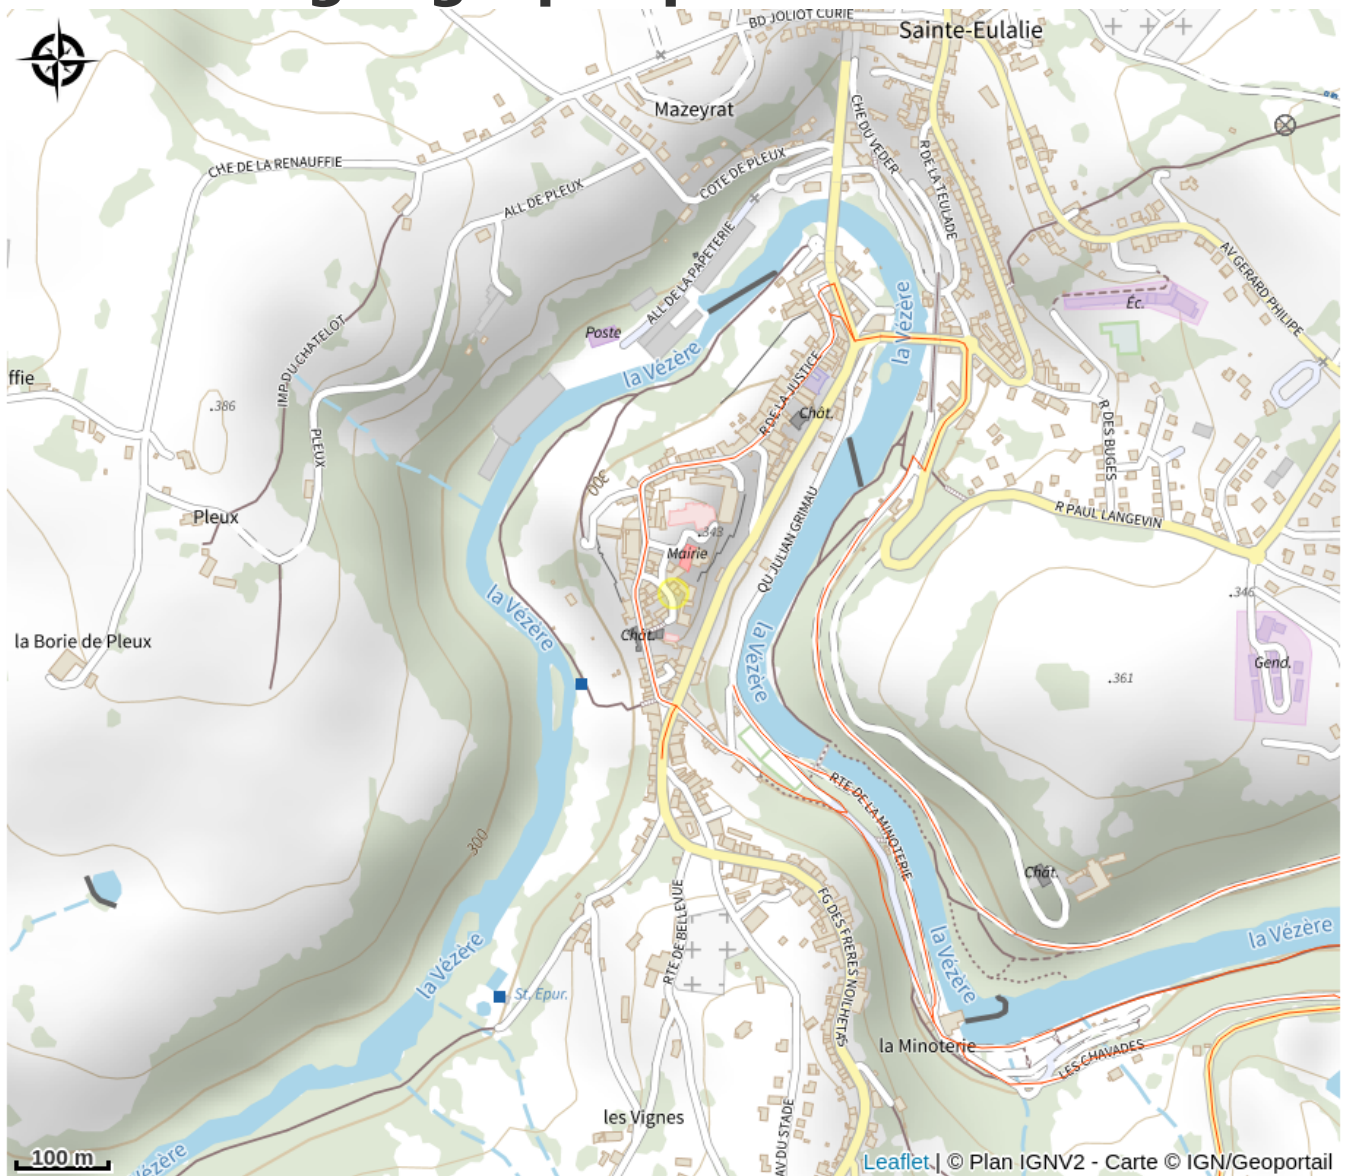 BD JOLIOT CURIE
Sainte-Eulalie
Mazeyrat
CHE DU VEDER
R DE LA TEULADE
CHE DE LA RENAUFFIE
COTE DE PLEUX
ALL DE PLEUX
ALL DE LA PAPETERIE
AV GERARD PHILIPE
Éc.
la Vézère
Poste
IMP DU CHATELOT
la Vézère
ffie
.386
R DE LA JUSTICE
Chât.
R DES BUGES
PLEUX
300
Pleux
R PAUL LANGEVIN
.343
Mairie
QU JULIAN GRIMAU
la Vézère
.346
la Borie de Pleux
Chât.
la Vézère
Gend.
.361
RTE DE LA MINOTERIE
300
Chât.
RTE DE BELLEVUE
FG DES FRERES NOILHETAS
la Vézère
la Vézère
la Vézère
St. Epur.
la Minoterie
LES CHAVADES
les Vignes
AV DU STADE
100 m
Vézère
Leaflet | © Plan IGNV2 - Carte © IGN/Geoportail